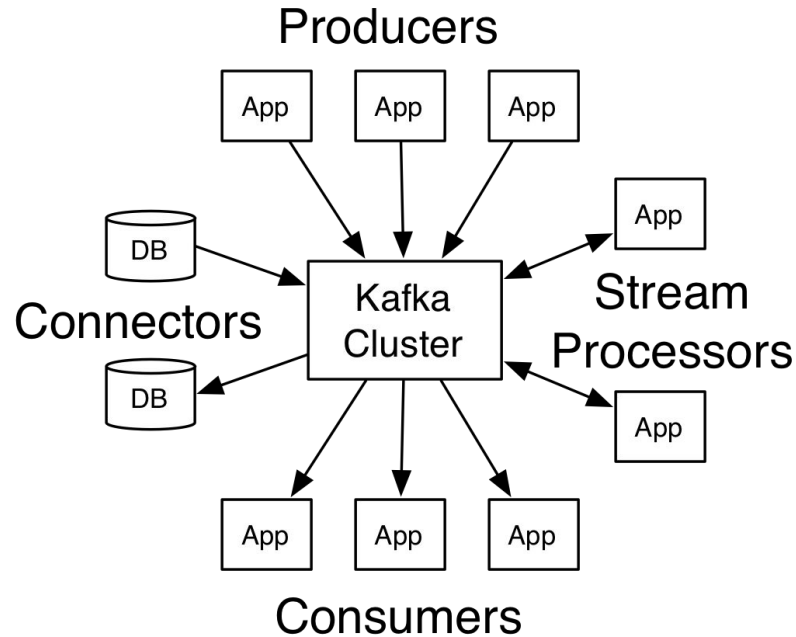 Producers
App
App
App
DB
App
Connectors
Kafka
Cluster
Stream
Processors
DB
App
App
App
App
Consumers